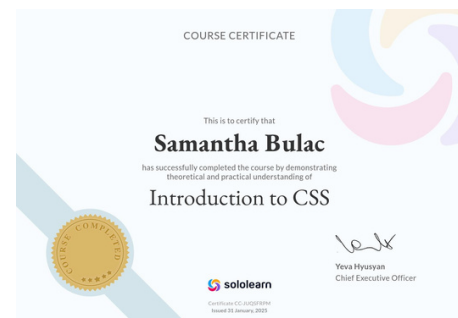 COURSE CERTIFICATE
This is to certify that
Samantha Bulac
has successfully completed the course by demonstrating
theoretical and practical understanding of
Introduction to CSS
COURSE COMPLETED
Yeva Hyusyan
Chief Executive Officer
sololearn
Issued 31 January, 2025